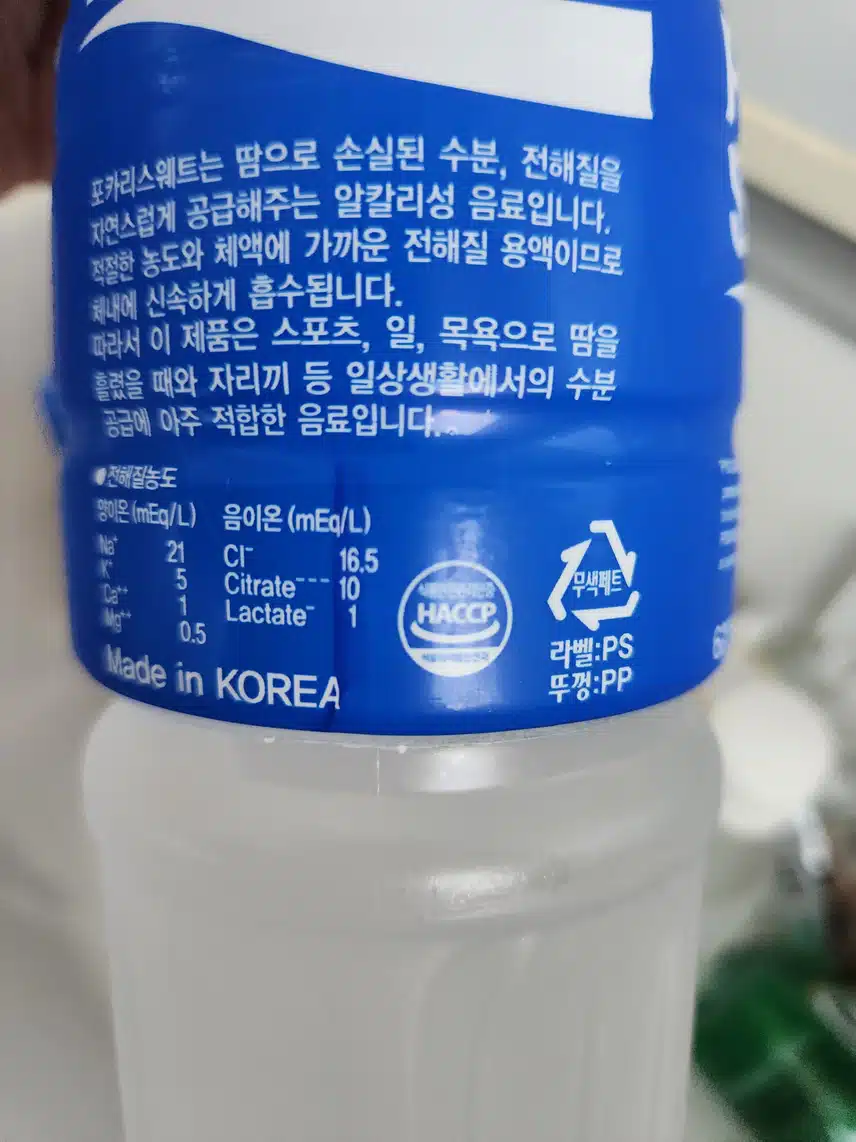 포카리스웨트는 땀으로 손실된 수분, 전해질을
자연스럽게 공급해주는 알칼리성 음료입니다.
적절한 농도와 체액에 가까운 전해질 용액이므로
체내에 신속하게 흡수됩니다.
따라서 이 제품은 스포츠, 일, 목욕으로 땀을
흘렸을 때와 자리끼 등 일상생활에서의 수분
공급에 아주 적합한 음료입니다.
●전해질농도
양이온(mEq/L) 음이온(mEq/L)
Na⁺ 21 Cl⁻ 16.5
K⁺ 5 Citrate⁻⁻⁻ 10
Ca⁺⁺ 1 Lactate⁻ 1
Mg⁺⁺ 0.5
Made in KOREA
HACCP
무색페트
라벨:PS
뚜껑:PP